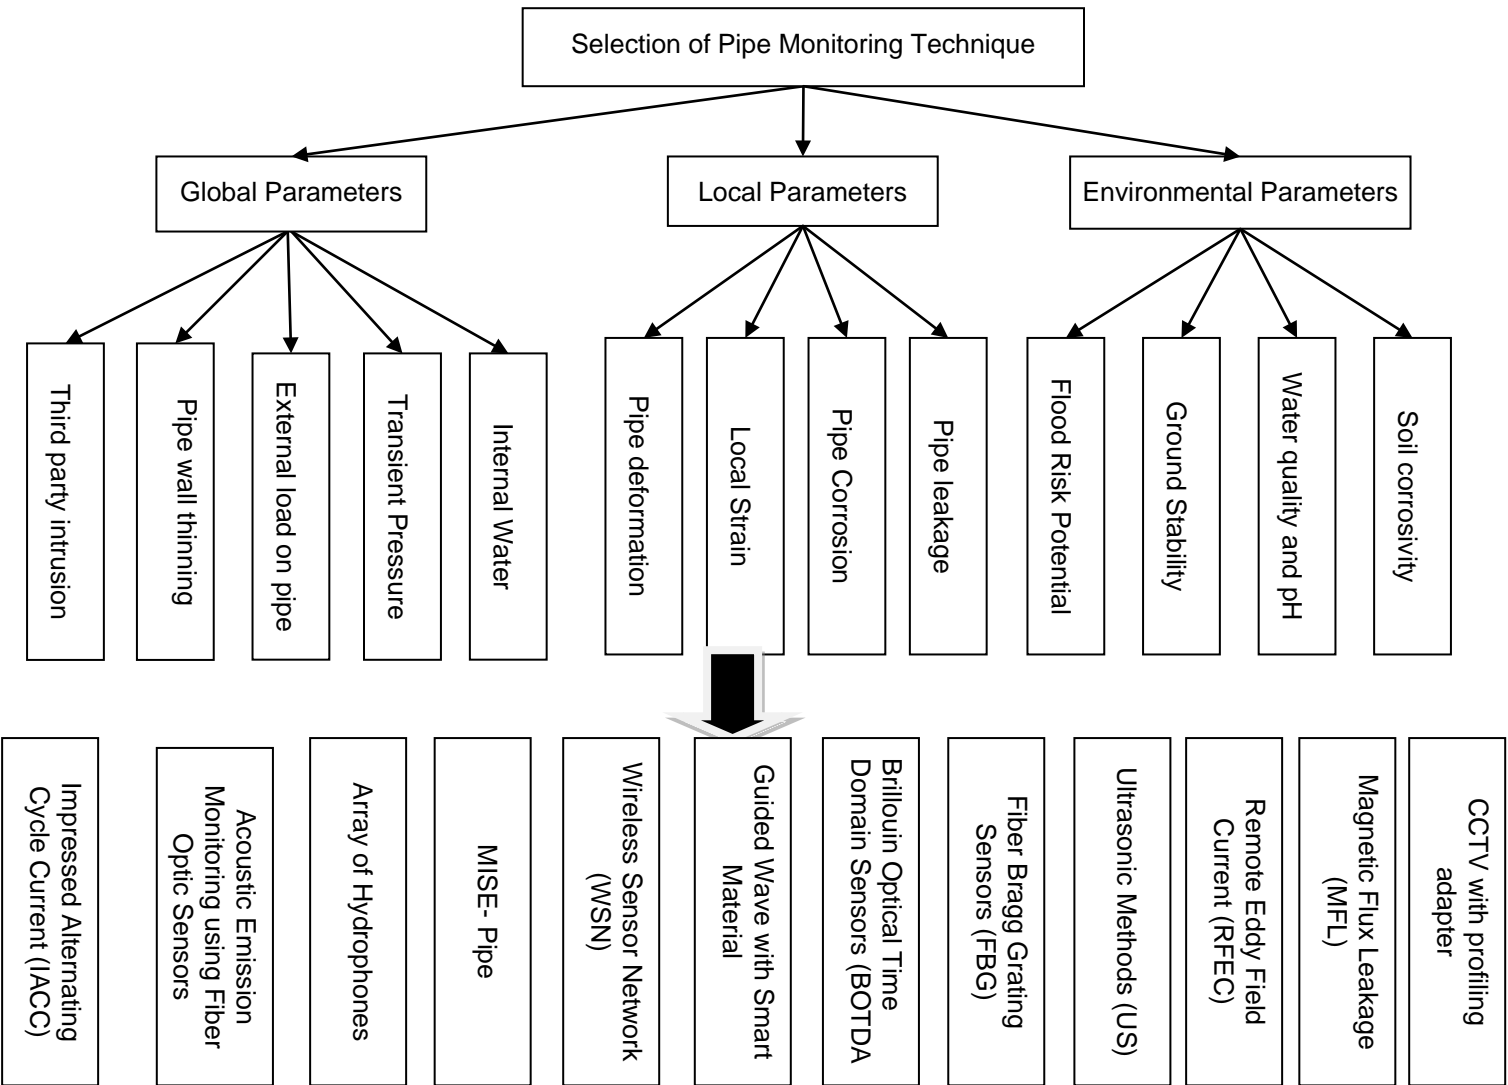 Selection of Pipe Monitoring Technique
Global Parameters
Local Parameters
Environmental Parameters
Third party intrusion
Pipe wall thinning
External load on pipe
Transient Pressure
Internal Water
Pipe deformation
Local Strain
Pipe Corrosion
Pipe leakage
Flood Risk Potential
Ground Stability
Water quality and pH
Soil corrosivity
Impressed Alternating
Cycle Current (IACC)
Acoustic Emission
Monitoring using Fiber
Optic Sensors
Array of Hydrophones
MISE- Pipe
Wireless Sensor Network
(WSN)
Guided Wave with Smart
Material
Brillouin Optical Time
Domain Sensors (BOTDA
Fiber Bragg Grating
Sensors (FBG)
Ultrasonic Methods (US)
Remote Eddy Field
Current (RFEC)
Magnetic Flux Leakage
(MFL)
CCTV with profiling
adapter